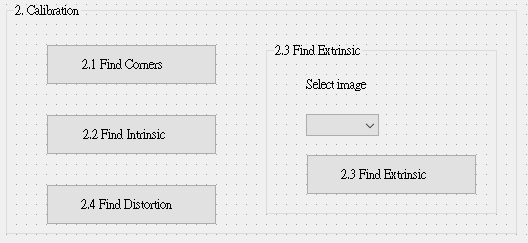 2. Calibration
2.1 Find Corners
2.2 Find Intrinsic
2.4 Find Distortion
2.3 Find Extrinsic
Select image
2.3 Find Extrinsic